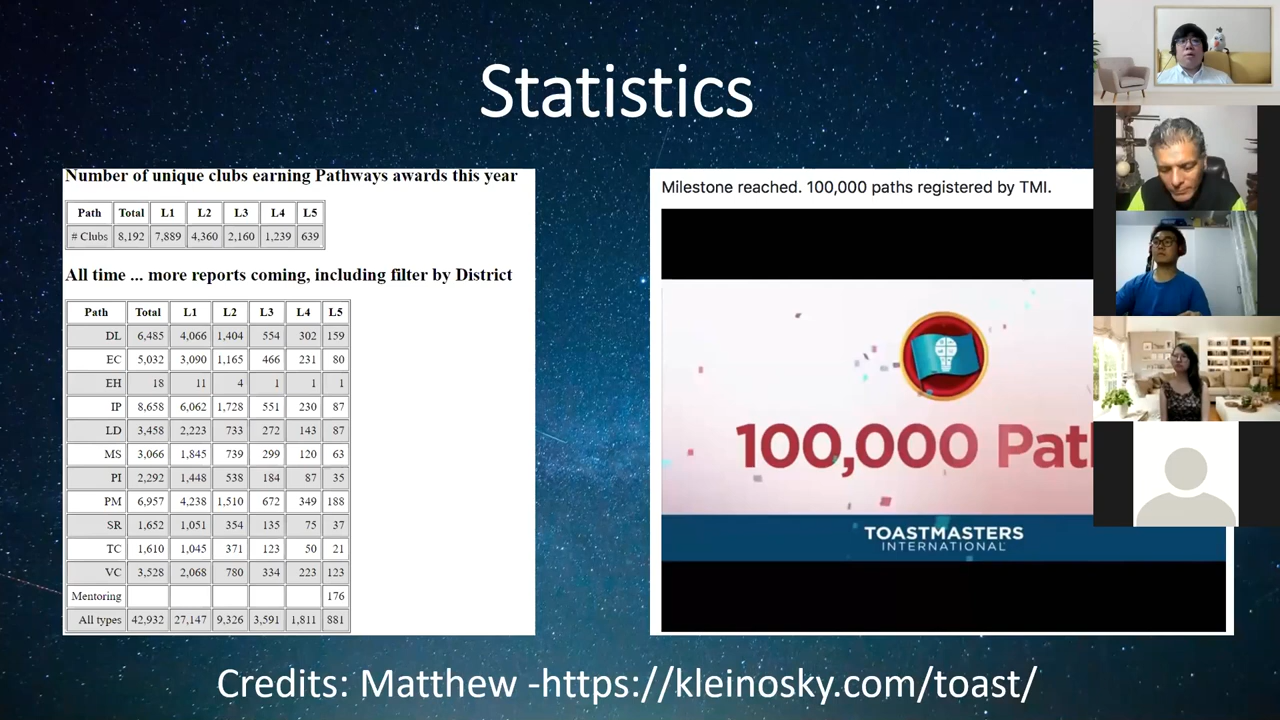 Statistics
Number of unique clubs earning Pathways awards this year
Path Total L1 L2 L3 L4 L5
# Clubs 8,192 7,889 4,360 2,160 1,239 639
All time ... more reports coming, including filter by District
Path Total L1 L2 L3 L4 L5
DL 6,485 4,066 1,404 554 302 159
EC 5,032 3,090 1,165 466 231 80
EH 18 11 4 1 1 1
IP 8,658 6,062 1,728 551 230 87
LD 3,458 2,223 733 272 143 87
MS 3,066 1,845 739 299 120 63
PI 2,292 1,448 538 184 87 35
PM 6,957 4,238 1,510 672 349 188
SR 1,652 1,051 354 135 75 37
TC 1,610 1,045 371 123 50 21
VC 3,528 2,068 780 334 223 123
Mentoring 176
All types 42,932 27,147 9,326 3,591 1,811 881
Milestone reached. 100,000 paths registered by TMI.
100,000 Pat
TOASTMASTERS
INTERNATIONAL
Credits: Matthew -https://kleinosky.com/toast/